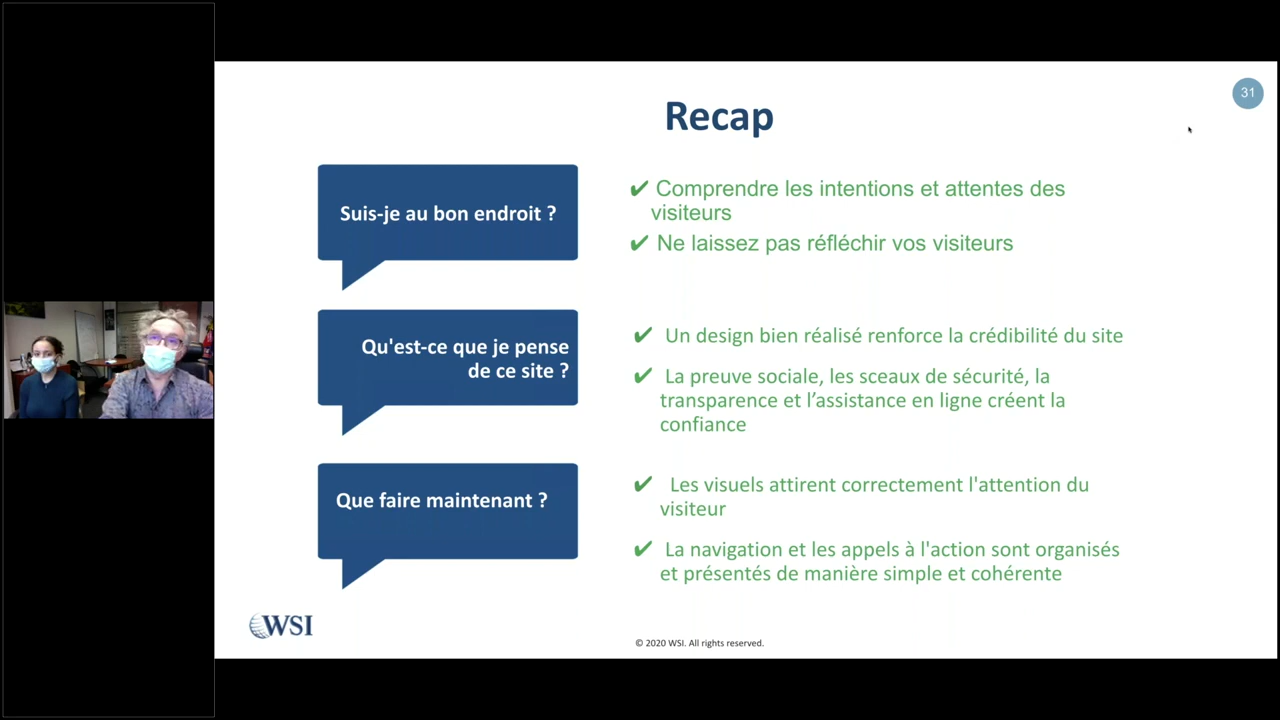 31
Recap
Suis-je au bon endroit ?
✔ Comprendre les intentions et attentes des
visiteurs
✔ Ne laissez pas réfléchir vos visiteurs
Qu'est-ce que je pense
de ce site ?
✔ Un design bien réalisé renforce la crédibilité du site
✔ La preuve sociale, les sceaux de sécurité, la
transparence et l’assistance en ligne créent la
confiance
Que faire maintenant ?
✔ Les visuels attirent correctement l'attention du
visiteur
✔ La navigation et les appels à l'action sont organisés
et présentés de manière simple et cohérente
WSI
© 2020 WSI. All rights reserved.